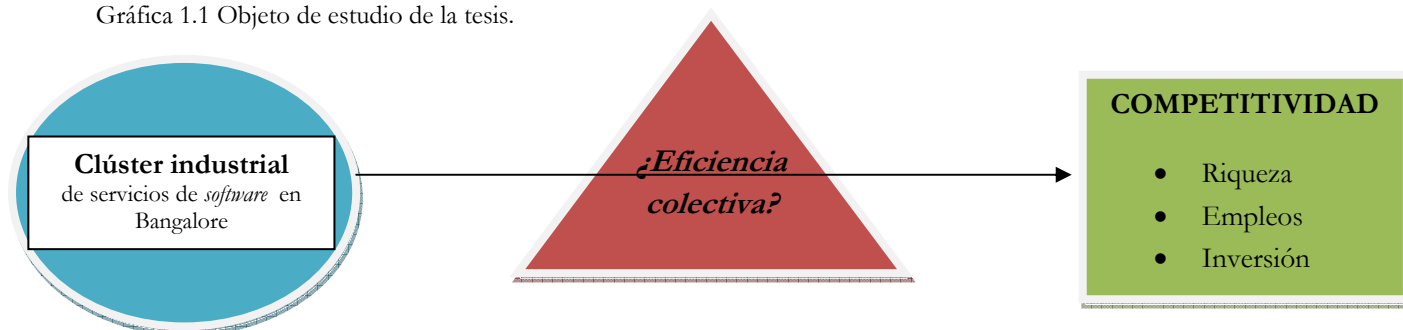 Gráfica 1.1 Objeto de estudio de la tesis.
Clúster industrial
de servicios de software en
Bangalore
¿Eficiencia
colectiva?
COMPETITIVIDAD
• Riqueza
• Empleos
• Inversión